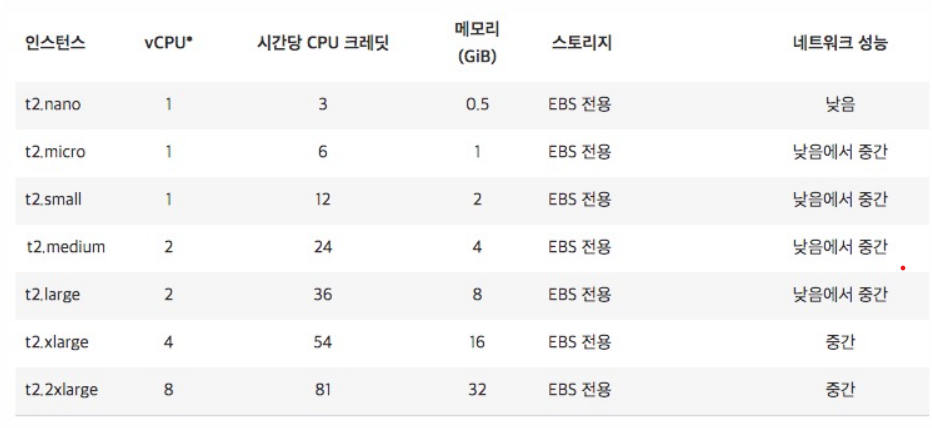 인스턴스 vCPU* 시간당 CPU 크레딧 메모리 (GiB) 스토리지 네트워크 성능
t2.nano 1 3 0.5 EBS 전용 낮음
t2.micro 1 6 1 EBS 전용 낮음에서 중간
t2.small 1 12 2 EBS 전용 낮음에서 중간
t2.medium 2 24 4 EBS 전용 낮음에서 중간
t2.large 2 36 8 EBS 전용 낮음에서 중간
t2.xlarge 4 54 16 EBS 전용 중간
t2.2xlarge 8 81 32 EBS 전용 중간